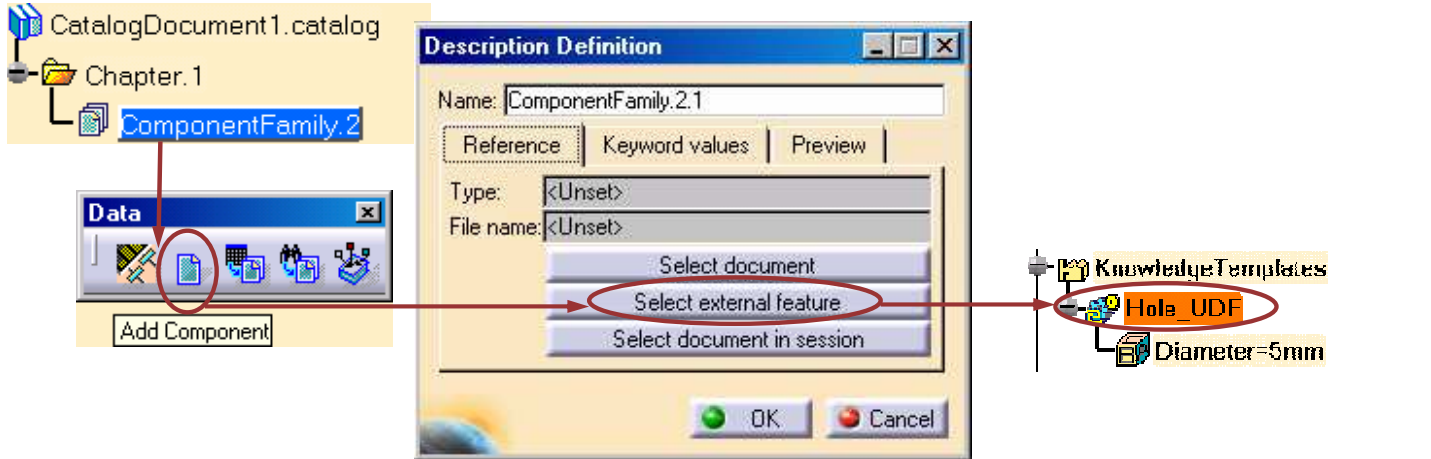 CatalogDocument1.catalog
Chapter.1
ComponentFamily.2
Data
Add Component
Description Definition
Name: ComponentFamily.2.1
Reference Keyword values Preview
Type: <Unset>
File name: <Unset>
Select document
Select external feature
Select document in session
OK Cancel
KnowledgeTemplates
Hole_UDF
Diameter=5mm